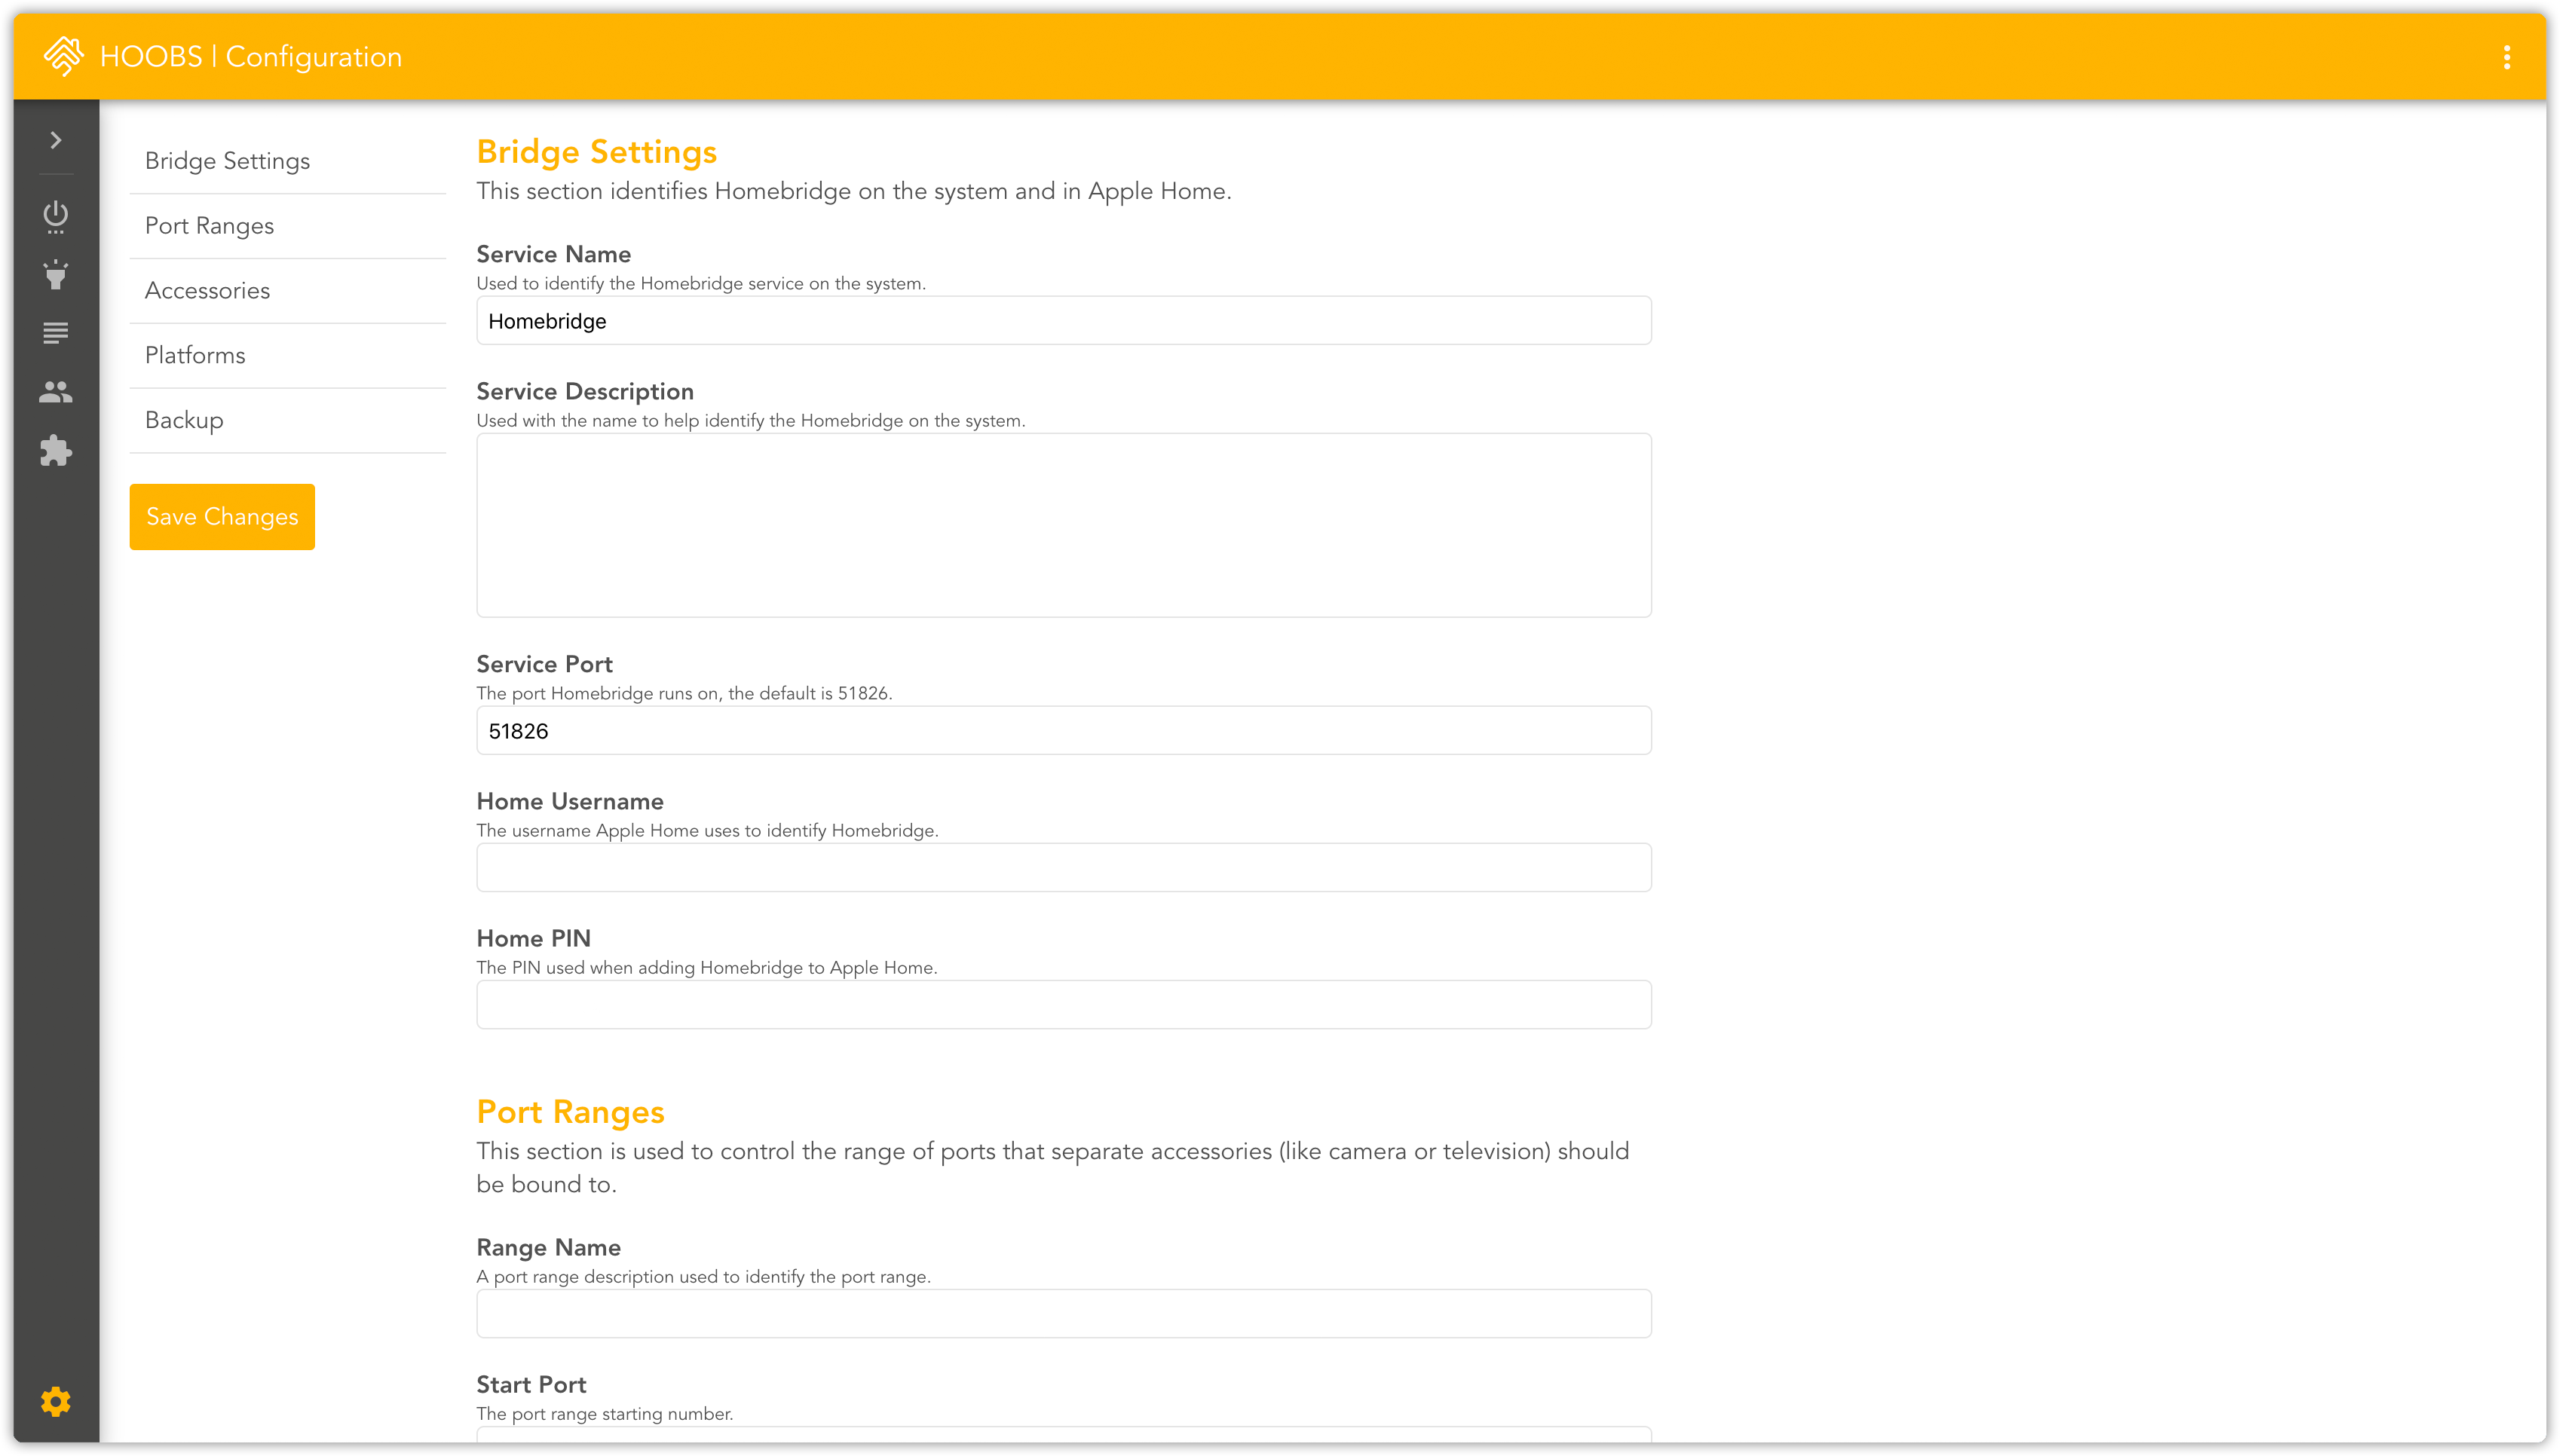 HOOBS | Configuration
Bridge Settings
Port Ranges
Accessories
Platforms
Backup
Save Changes
Bridge Settings
This section identifies Homebridge on the system and in Apple Home.
Service Name
Used to identify the Homebridge service on the system.
Homebridge
Service Description
Used with the name to help identify the Homebridge on the system.
Service Port
The port Homebridge runs on, the default is 51826.
51826
Home Username
The username Apple Home uses to identify Homebridge.
Home PIN
The PIN used when adding Homebridge to Apple Home.
Port Ranges
This section is used to control the range of ports that separate accessories (like camera or television) should
be bound to.
Range Name
A port range description used to identify the port range.
Start Port
The port range starting number.